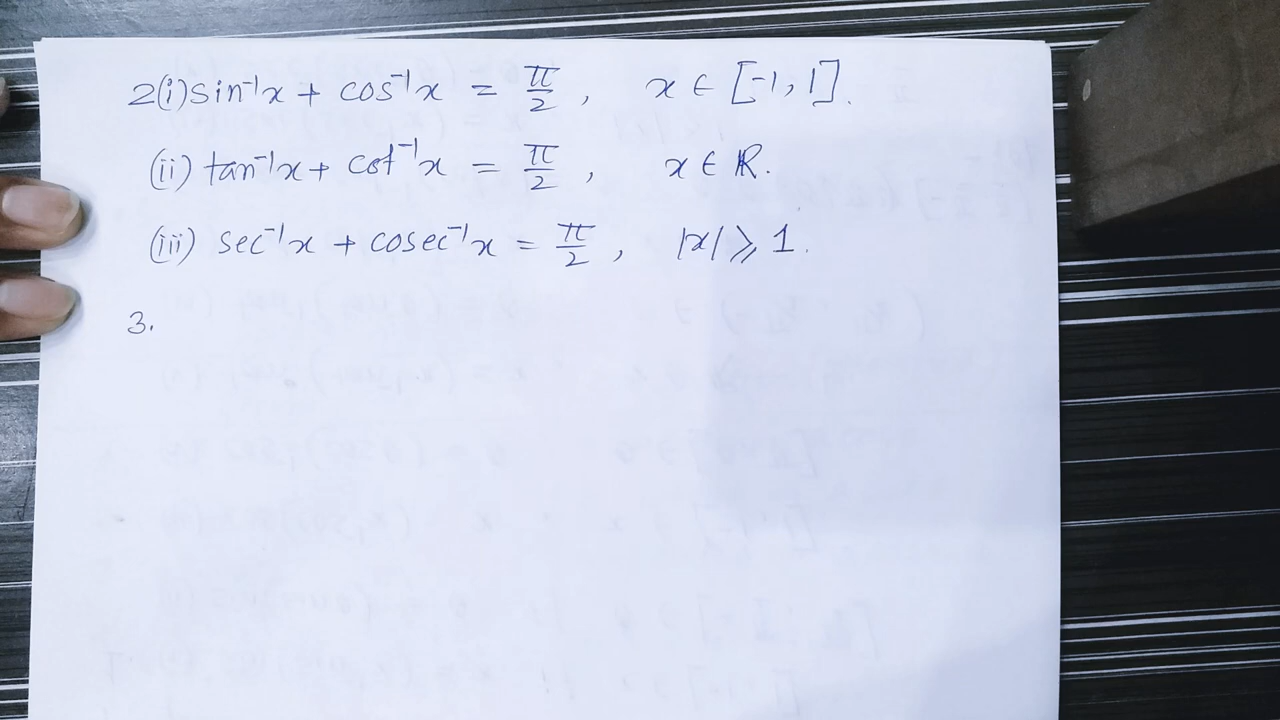 2(i) sin⁻¹x + cos⁻¹x = π/2 , x ∈ [-1, 1].
(ii) tan⁻¹x + cot⁻¹x = π/2 , x ∈ ℝ.
(iii) sec⁻¹x + cosec⁻¹x = π/2 , |x| ⩾ 1.
3.